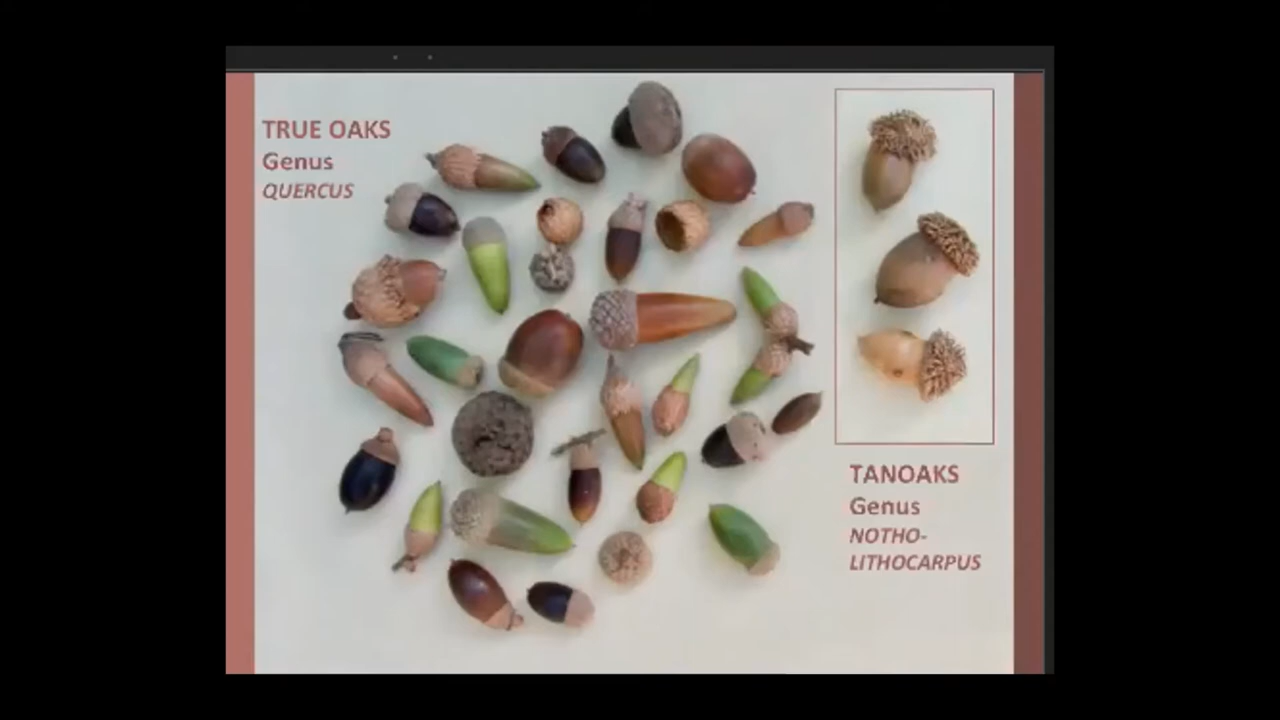 TRUE OAKS
Genus
QUERCUS
TANOAKS
Genus
NOTHO-
LITHOCARPUS